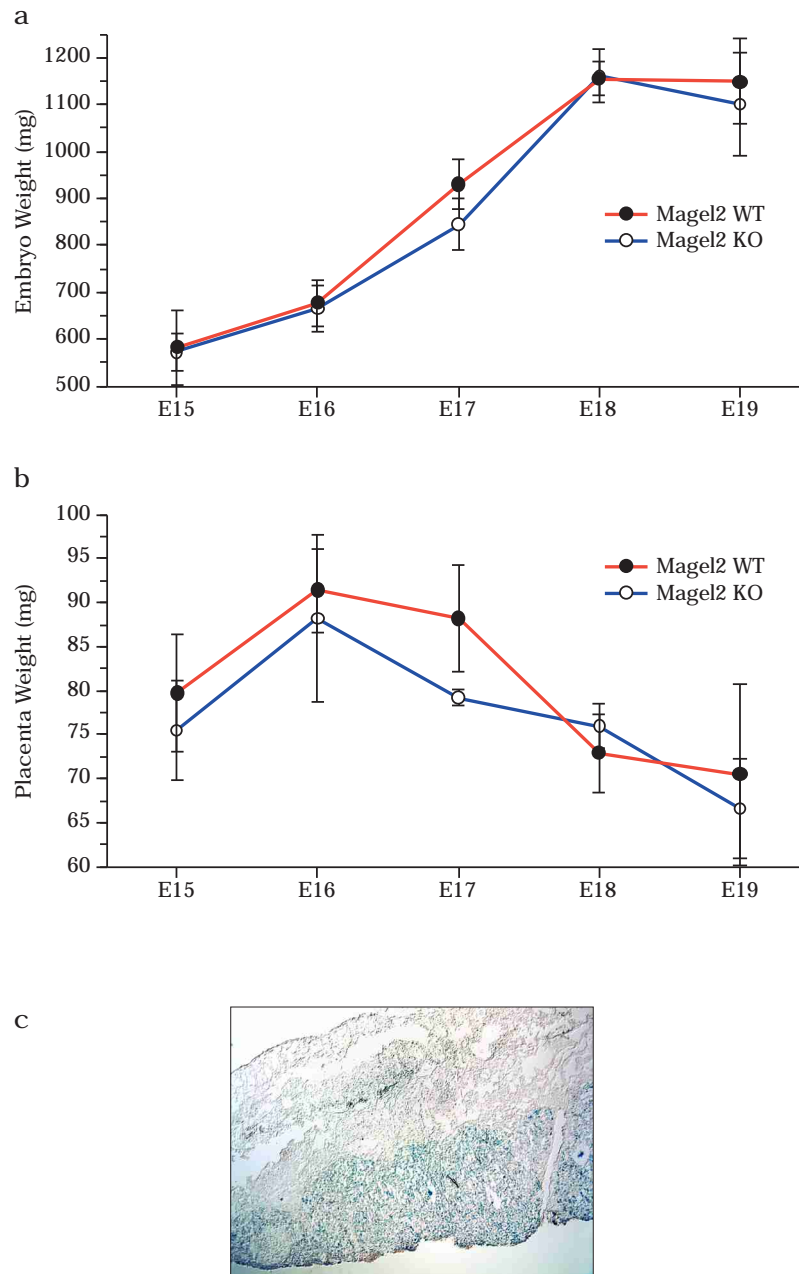 a
Embryo Weight (mg)
1200
1100
1000
900
800
700
600
500
Magel2 WT
Magel2 KO
E15 E16 E17 E18 E19
b
Placenta Weight (mg)
100
95
90
85
80
75
70
65
60
Magel2 WT
Magel2 KO
E15 E16 E17 E18 E19
c